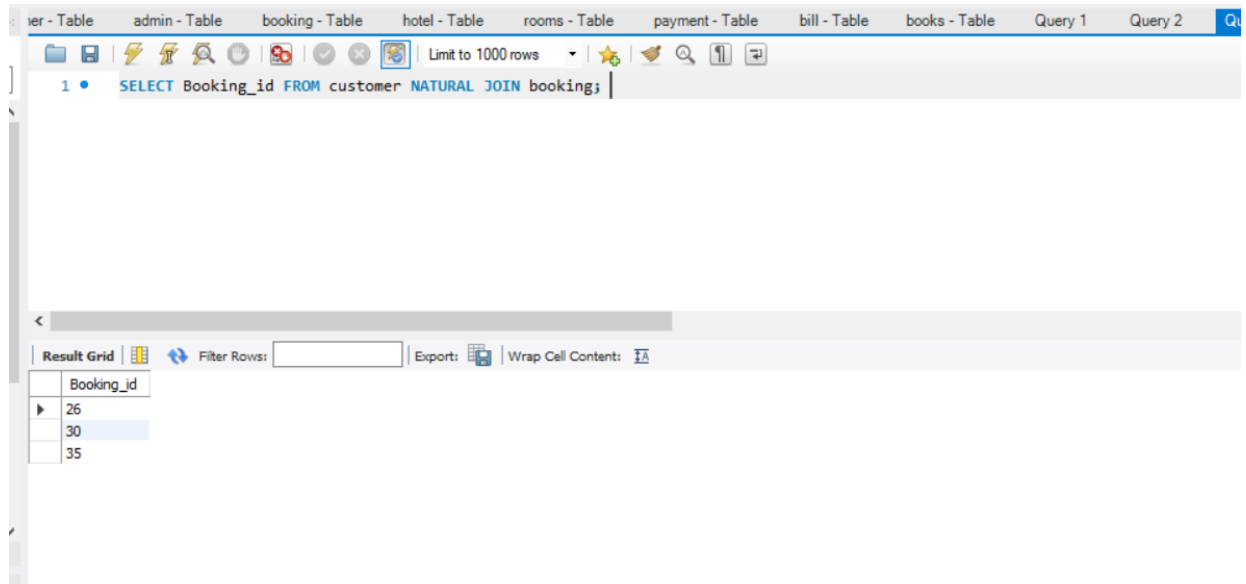 er - Table admin - Table booking - Table hotel - Table rooms - Table payment - Table bill - Table books - Table Query 1 Query 2 Qu
Limit to 1000 rows
1 SELECT Booking_id FROM customer NATURAL JOIN booking;
Result Grid Filter Rows: Export: Wrap Cell Content:
Booking_id
26
30
35